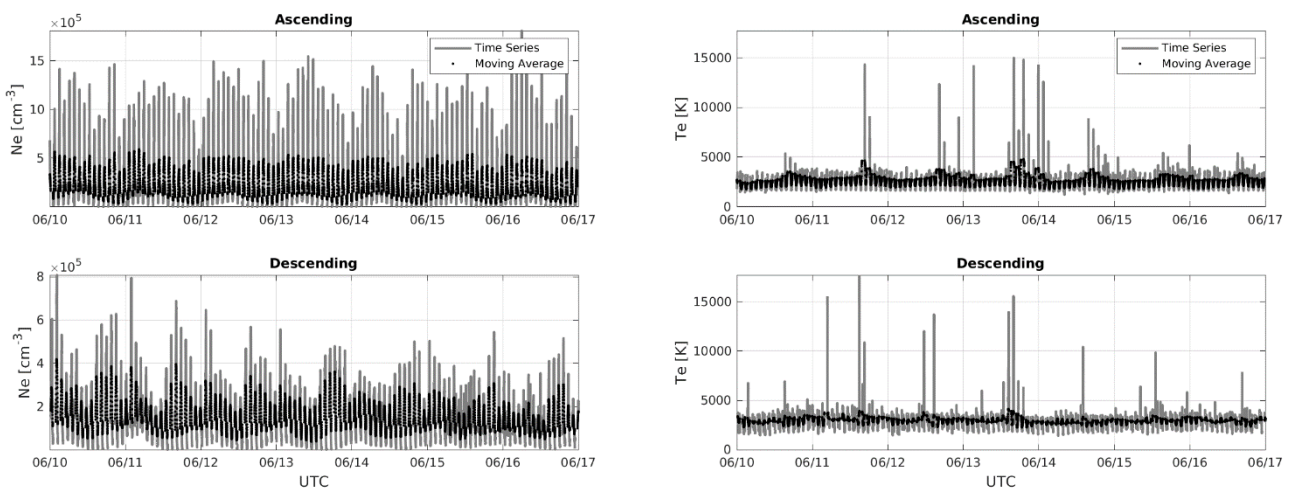 Ascending
×10⁵
15
10
5
Ne [cm⁻³]
Time Series
Moving Average
06/10 06/11 06/12 06/13 06/14 06/15 06/16 06/17
Ascending
15000
10000
5000
0
Te [K]
Time Series
Moving Average
06/10 06/11 06/12 06/13 06/14 06/15 06/16 06/17
Descending
×10⁵
8
6
4
2
Ne [cm⁻³]
06/10 06/11 06/12 06/13 06/14 06/15 06/16 06/17
UTC
Descending
15000
10000
5000
0
Te [K]
06/10 06/11 06/12 06/13 06/14 06/15 06/16 06/17
UTC